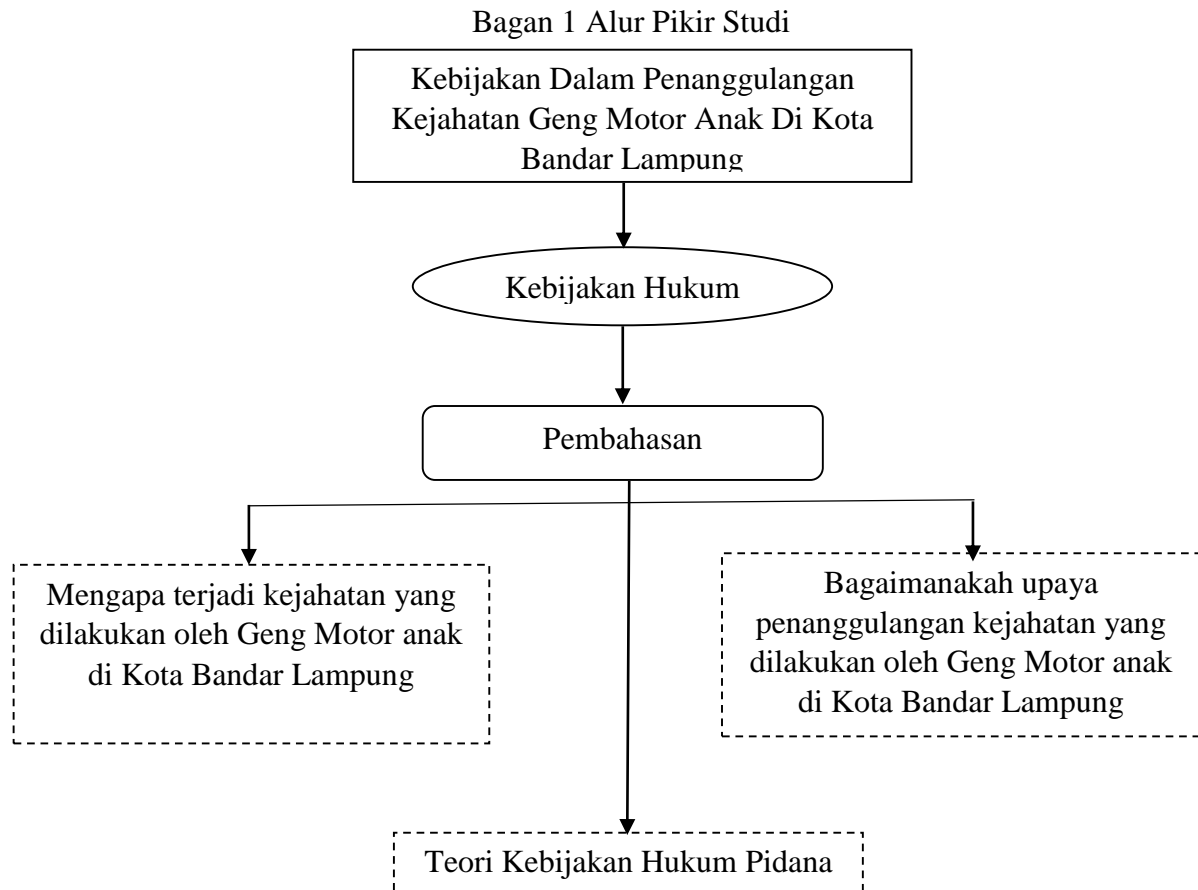 Bagan 1 Alur Pikir Studi
Kebijakan Dalam Penanggulangan
Kejahatan Geng Motor Anak Di Kota
Bandar Lampung
Kebijakan Hukum
Pembahasan
Mengapa terjadi kejahatan yang
dilakukan oleh Geng Motor anak
di Kota Bandar Lampung
Bagaimanakah upaya
penanggulangan kejahatan yang
dilakukan oleh Geng Motor anak
di Kota Bandar Lampung
Teori Kebijakan Hukum Pidana